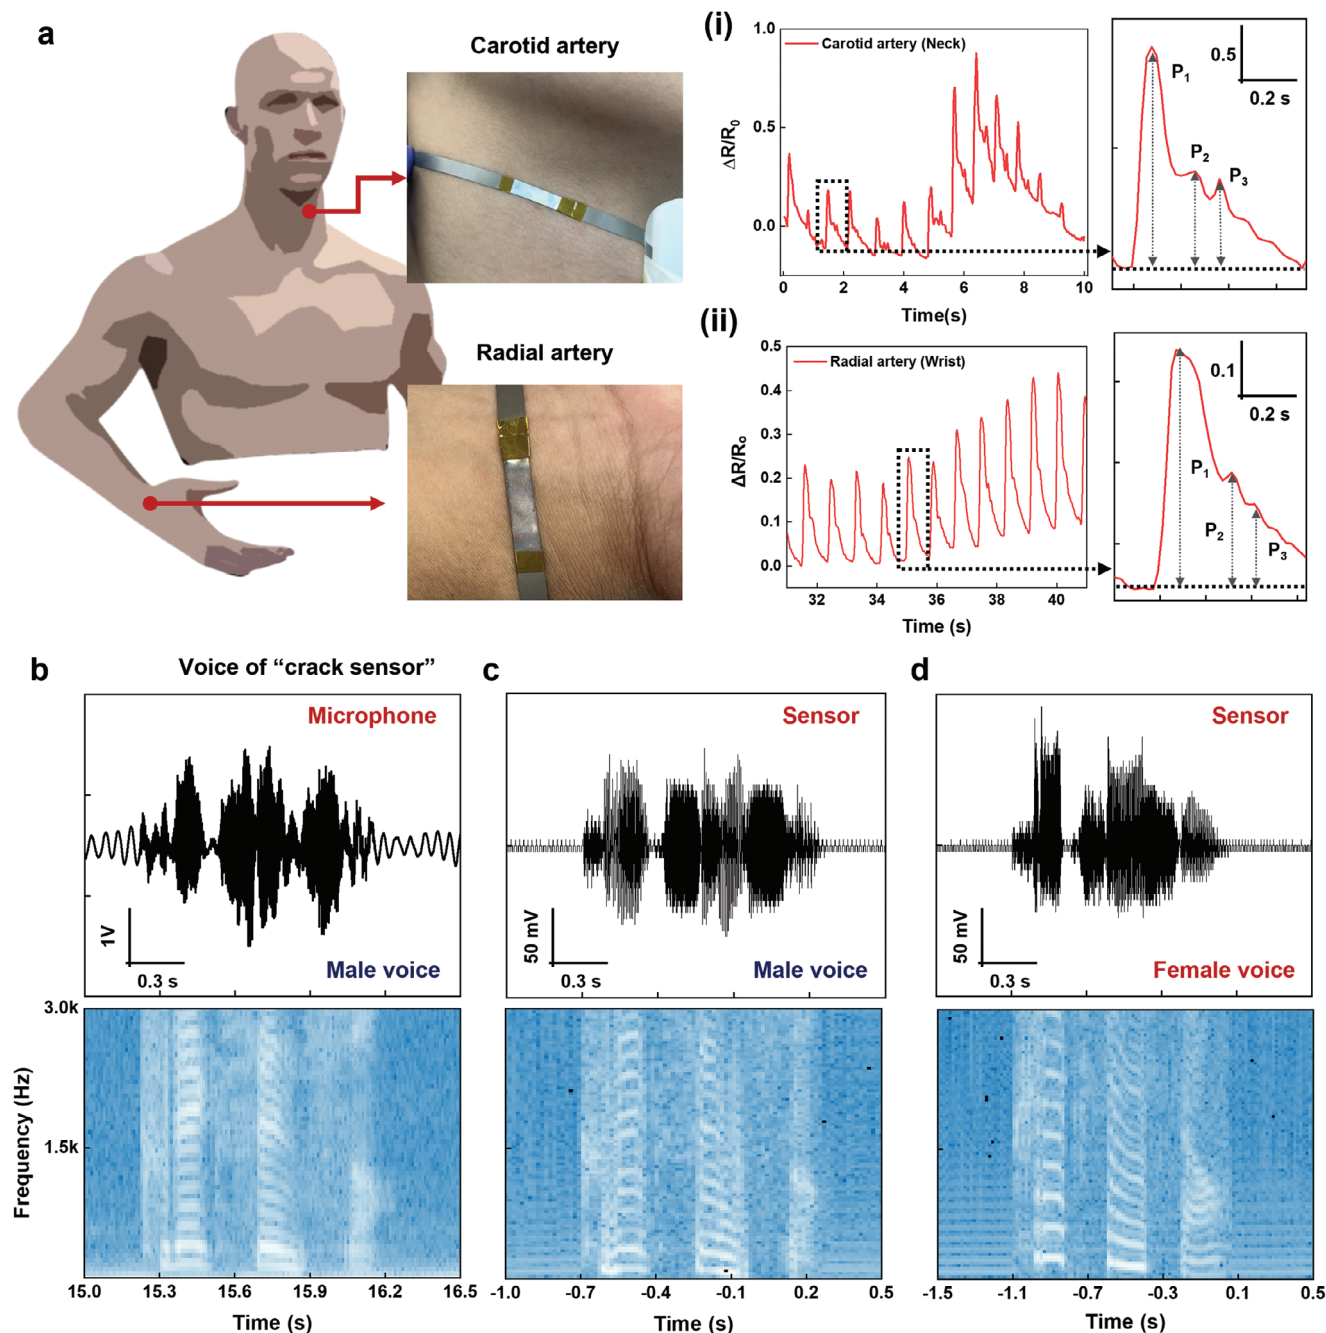 a
Carotid artery
Radial artery
(i)
Carotid artery (Neck)
ΔR/R0
1.0
0.5
0.0
0
2
4
6
8
10
Time(s)
P1
P2
P3
0.5
0.2 s
(ii)
Radial artery (Wrist)
ΔR/Ro
0.5
0.4
0.3
0.2
0.1
0.0
32
34
36
38
40
Time (s)
P1
P2
P3
0.1
0.2 s
b
Voice of “crack sensor”
Microphone
1V
0.3 s
Male voice
Frequency (Hz)
3.0k
1.5k
15.0
15.3
15.6
15.9
16.2
16.5
Time (s)
c
Sensor
50 mV
0.3 s
Male voice
-1.0
-0.7
-0.4
-0.1
0.2
0.5
Time (s)
d
Sensor
50 mV
0.3 s
Female voice
-1.5
-1.1
-0.7
-0.3
0.1
0.5
Time (s)